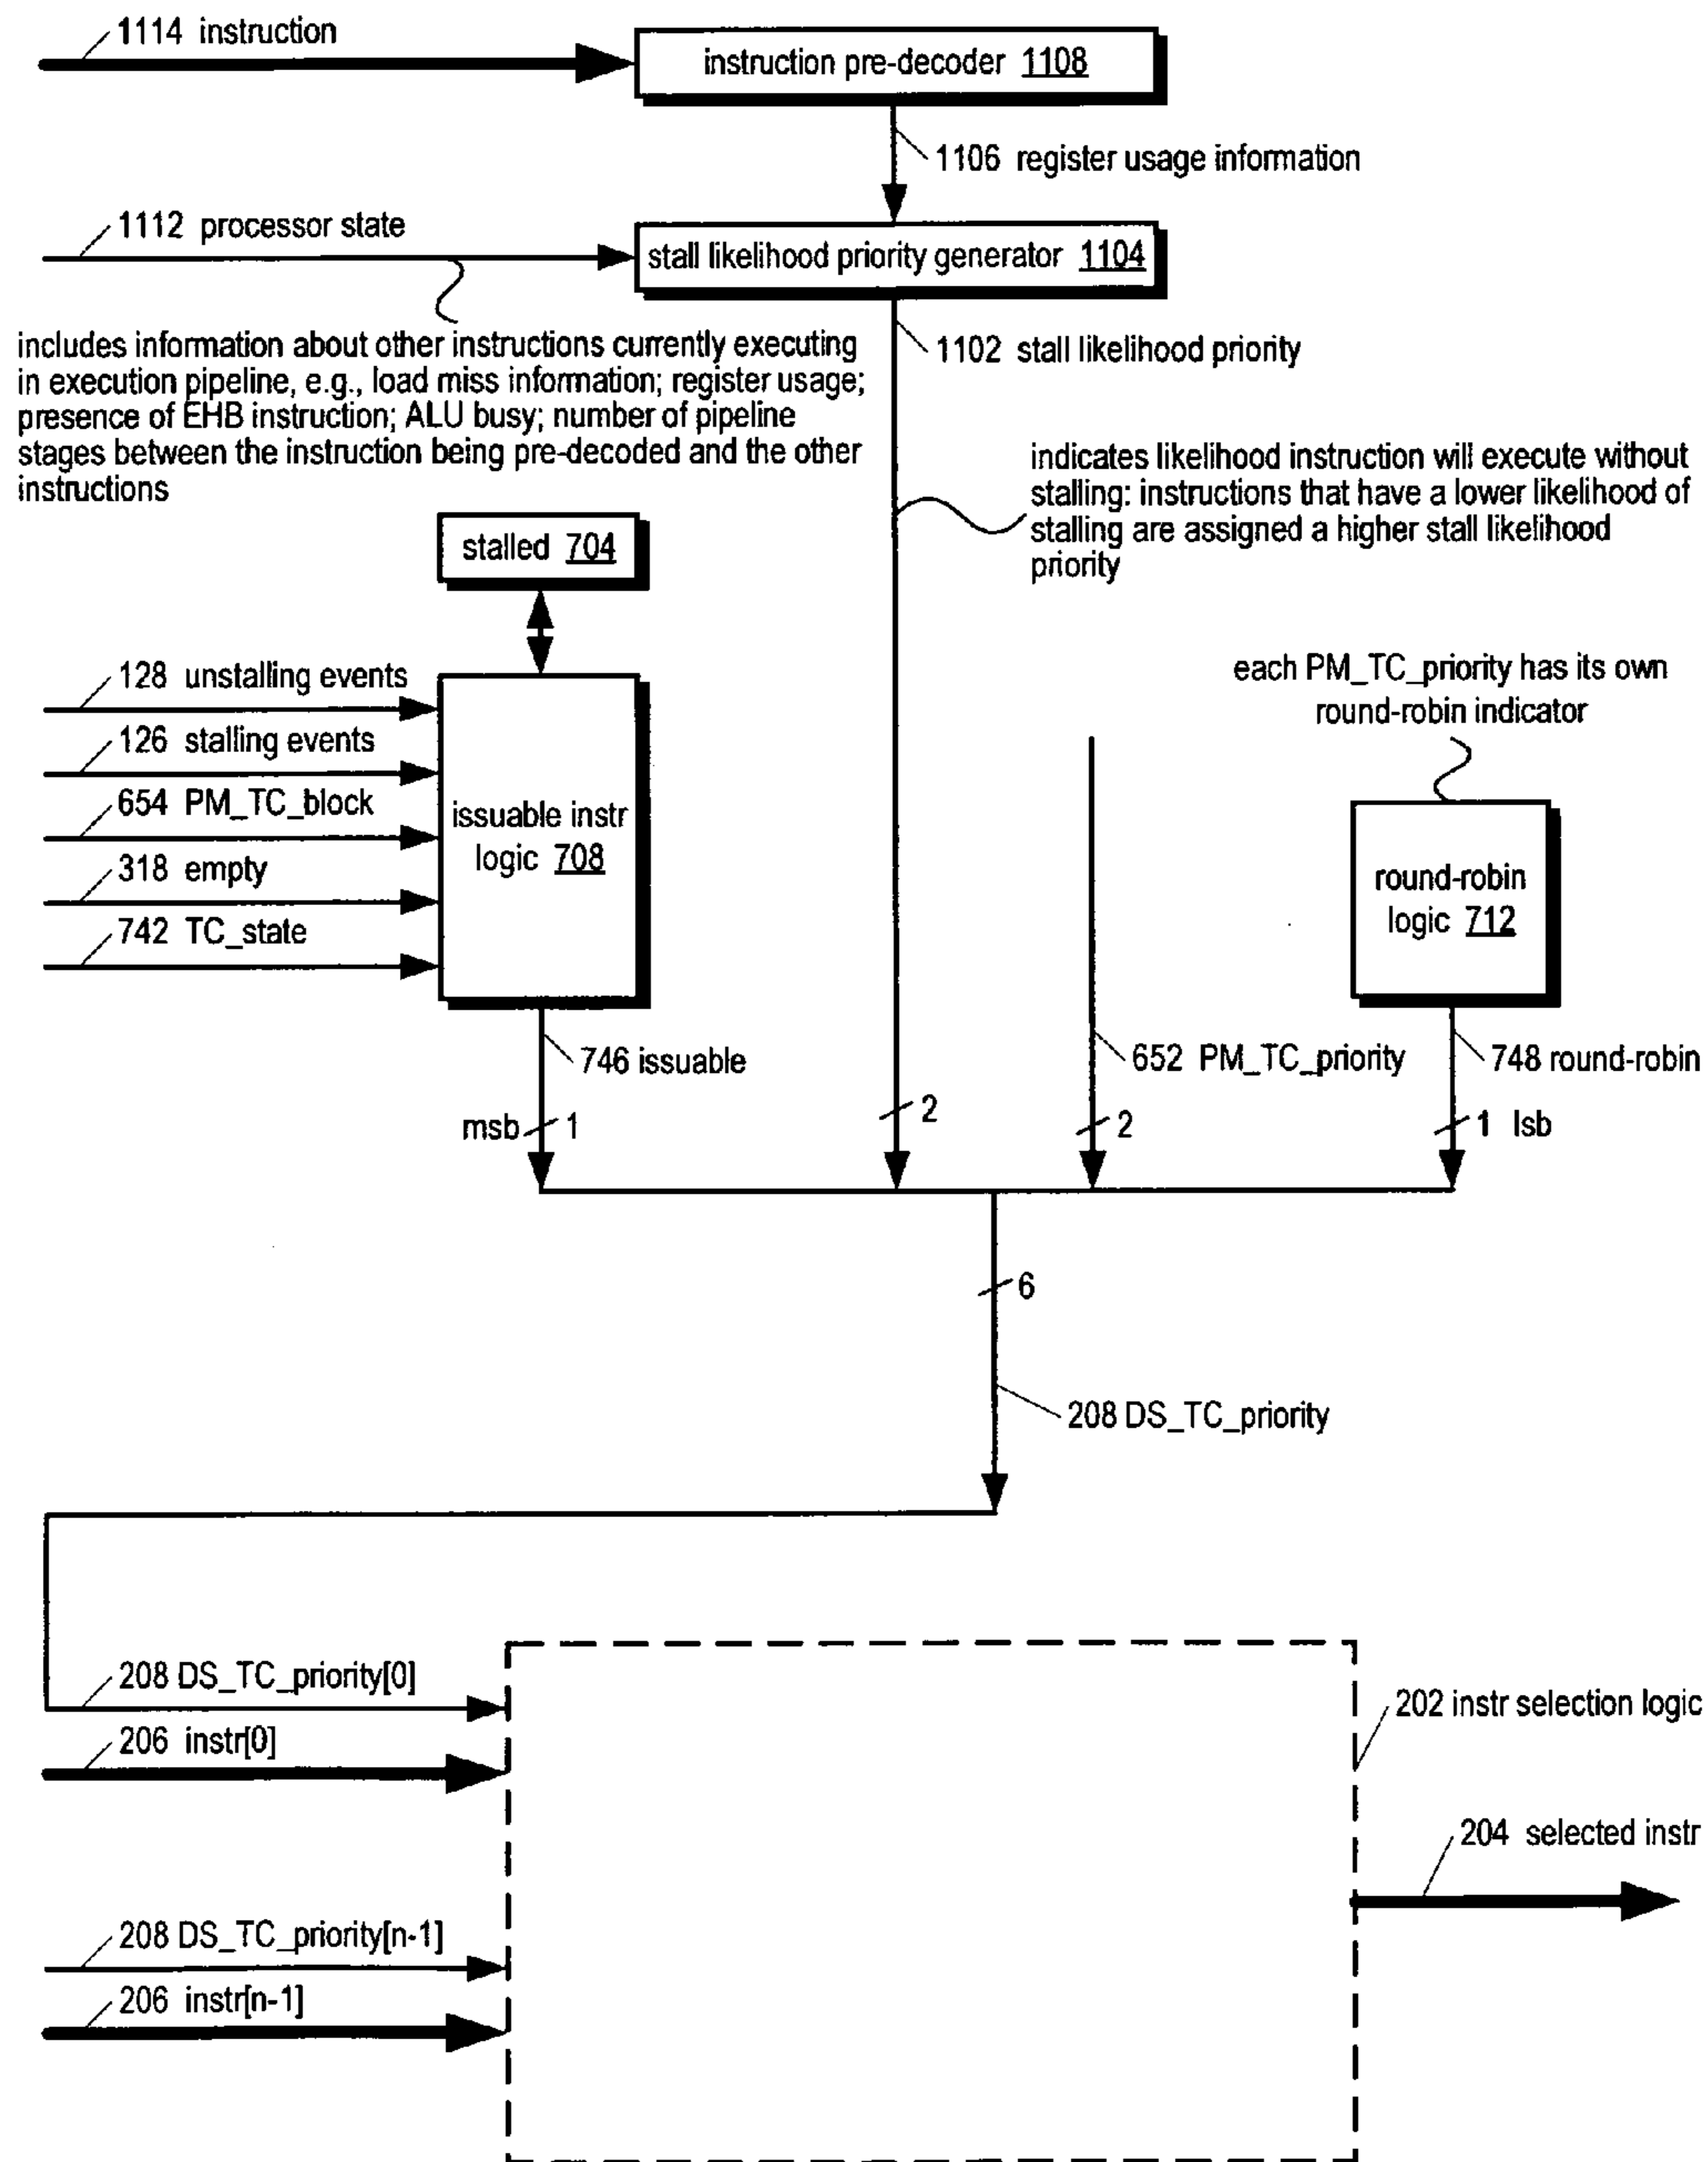 1114 instruction
instruction pre-decoder 1108
1106 register usage information
1112 processor state
stall likelihood priority generator 1104
includes information about other instructions currently executing
in execution pipeline, e.g., load miss information; register usage;
presence of EHB instruction; ALU busy; number of pipeline
stages between the instruction being pre-decoded and the other
instructions
1102 stall likelihood priority
indicates likelihood instruction will execute without
stalling: instructions that have a lower likelihood of
stalling are assigned a higher stall likelihood
priority
stalled 704
128 unstalling events
126 stalling events
654 PM_TC_block
318 empty
742 TC_state
issuable instr
logic 708
each PM_TC_priority has its own
round-robin indicator
round-robin
logic 712
746 issuable
652 PM_TC_priority
748 round-robin
msb 1
2
2
1 lsb
6
208 DS_TC_priority
208 DS_TC_priority[0]
206 instr[0]
202 instr selection logic
204 selected instr
208 DS_TC_priority[n-1]
206 instr[n-1]